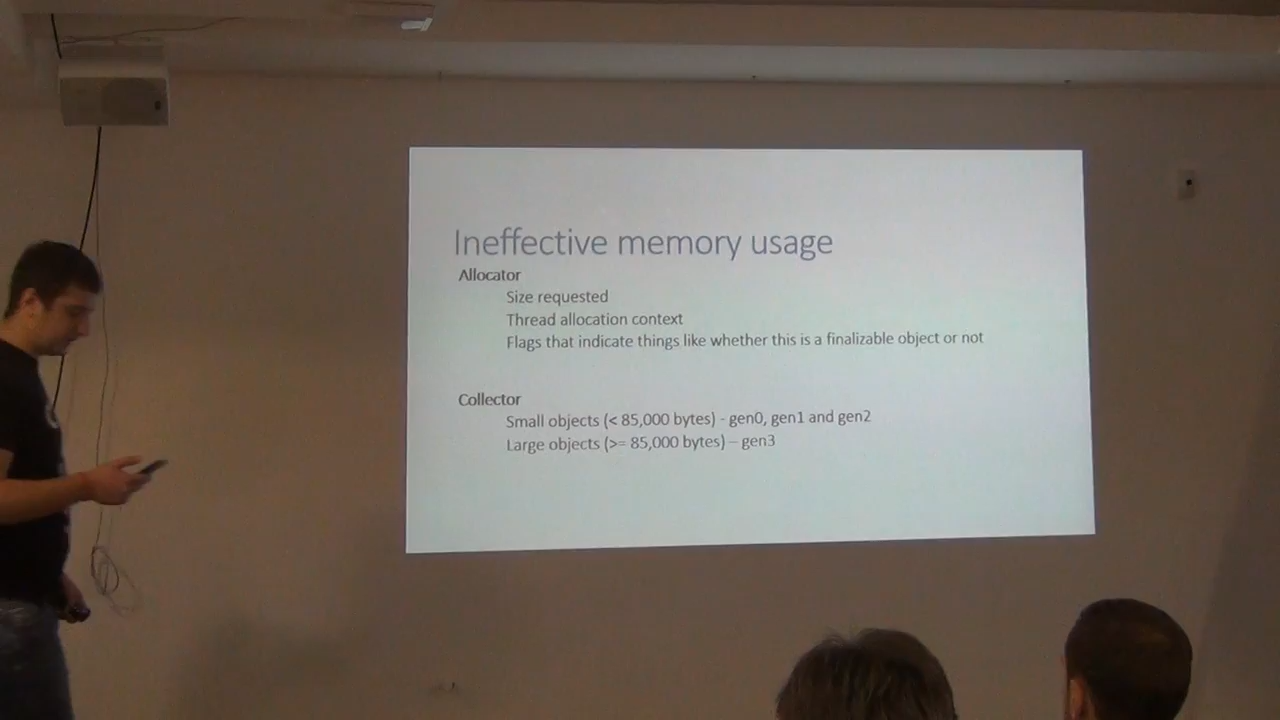 Ineffective memory usage
Allocator
Size requested
Thread allocation context
Flags that indicate things like whether this is a finalizable object or not
Collector
Small objects (< 85,000 bytes) - gen0, gen1 and gen2
Large objects (>= 85,000 bytes) – gen3